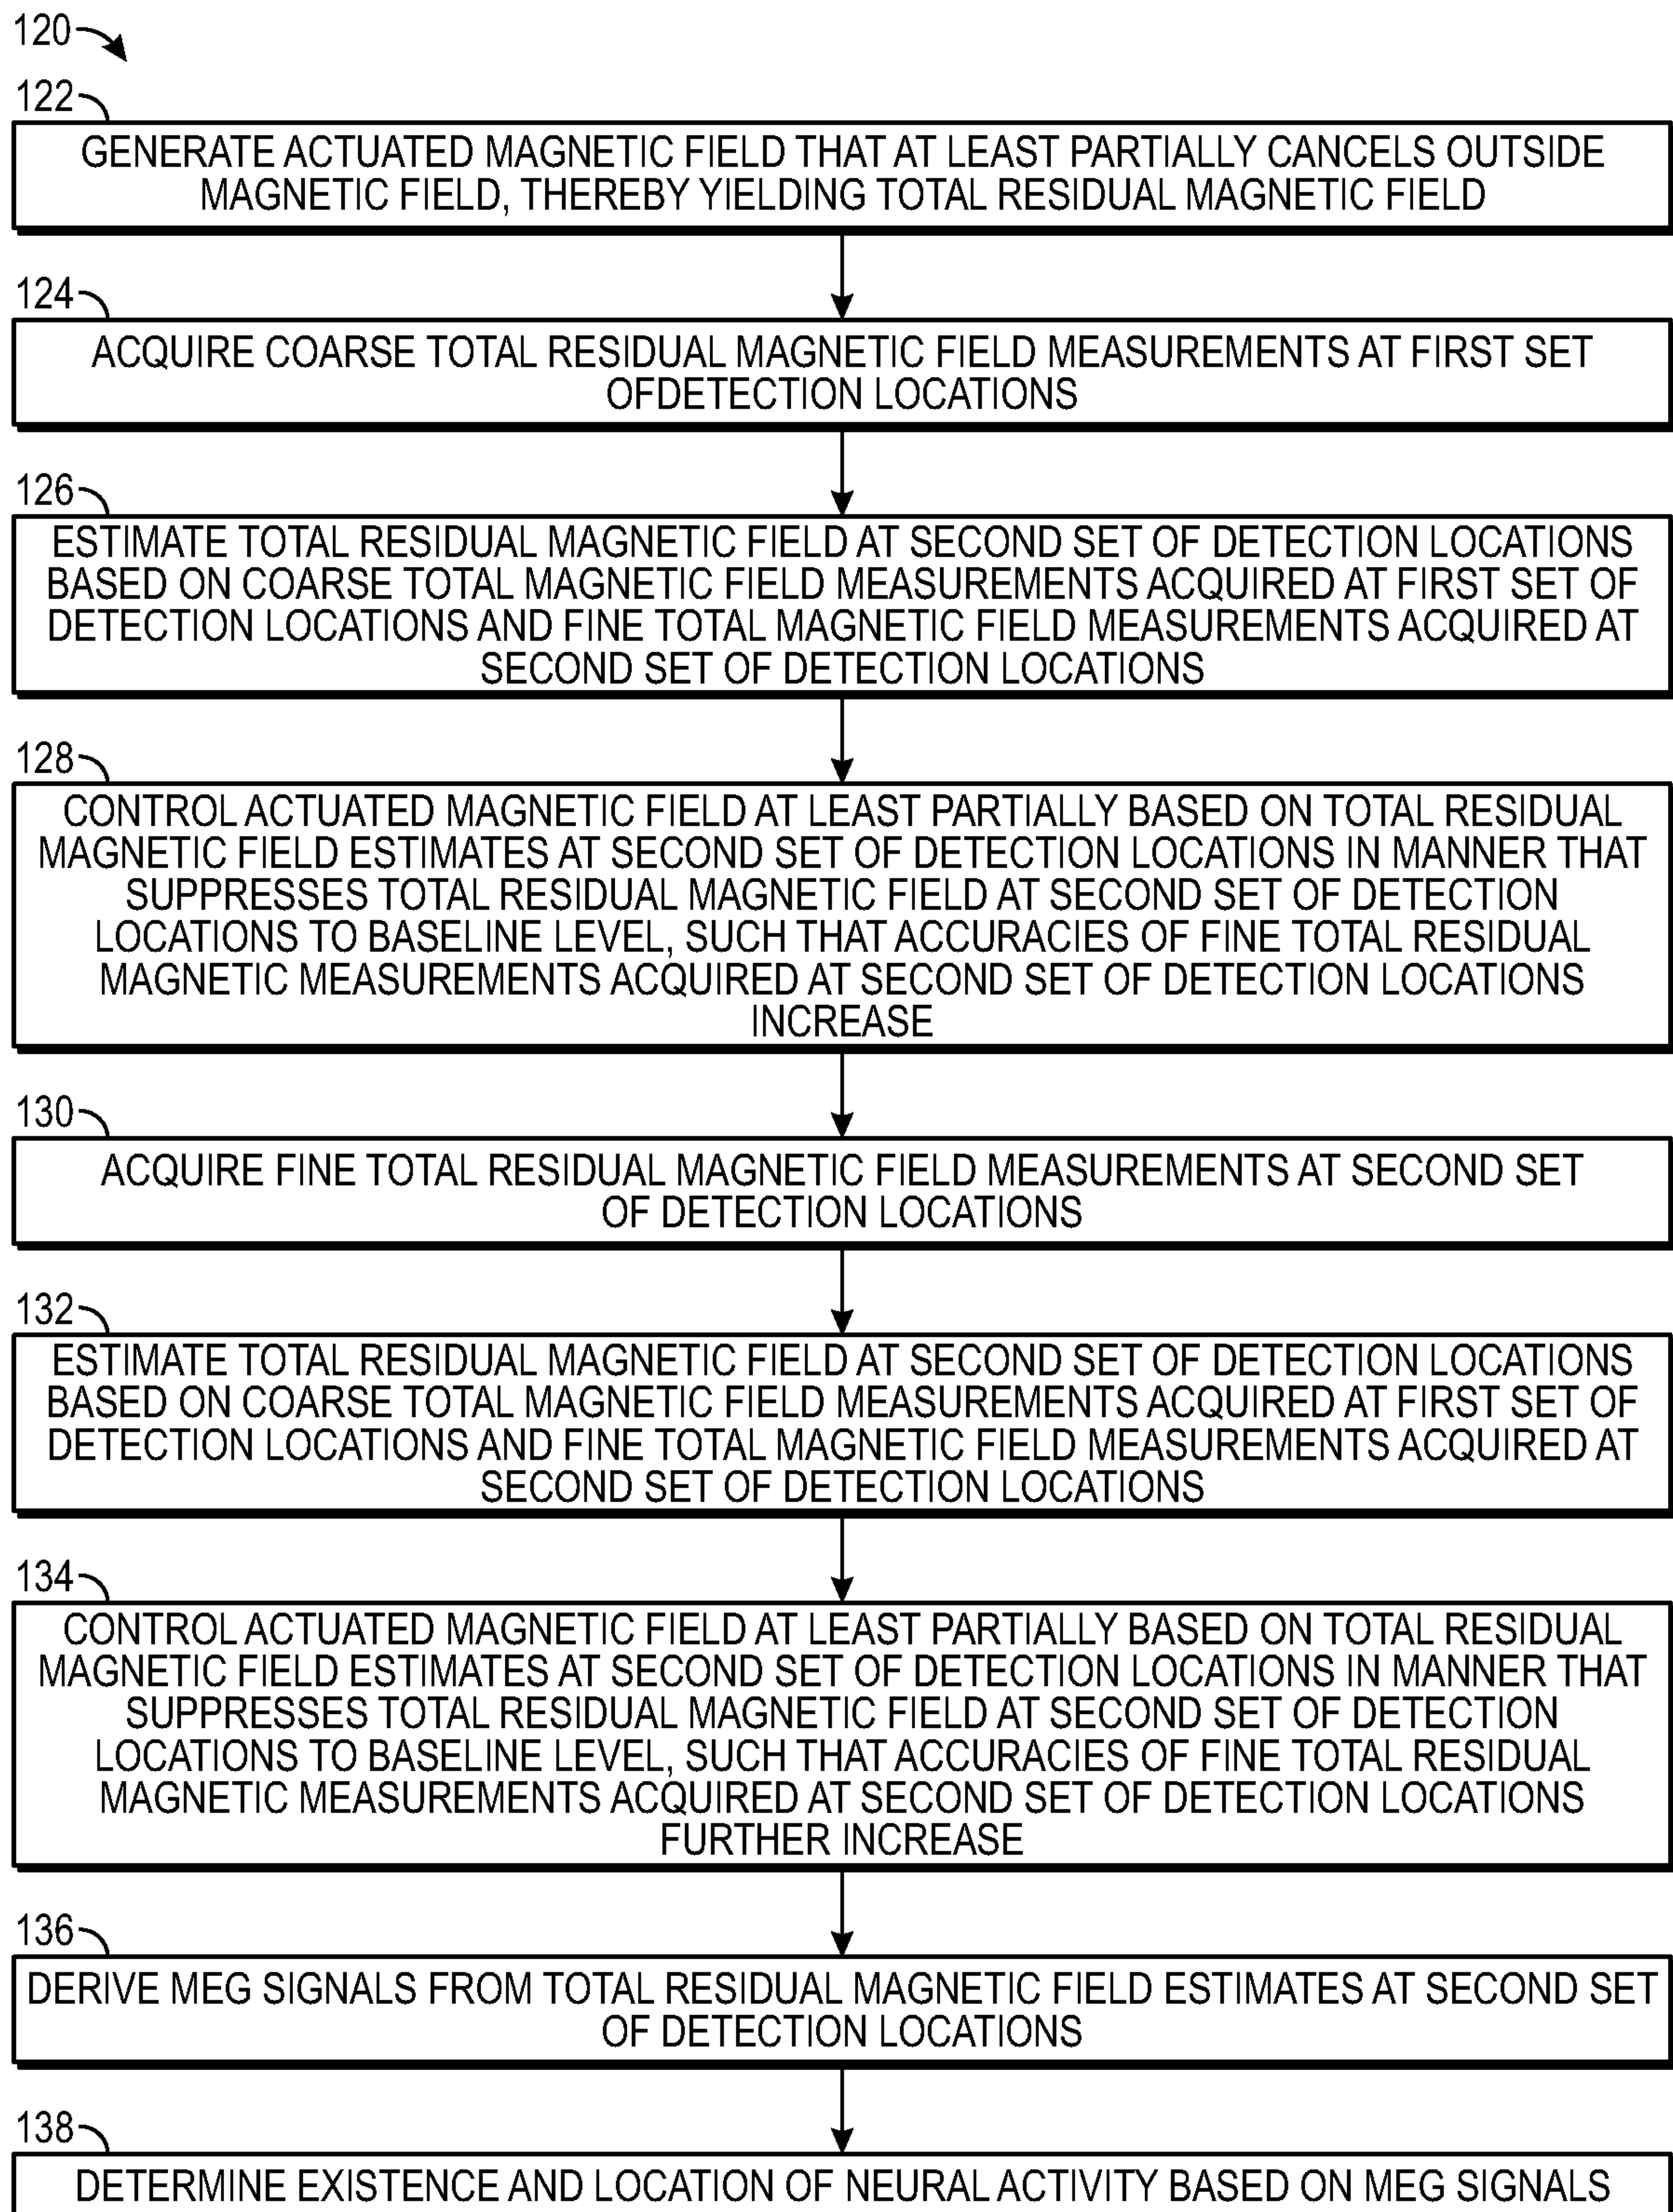 120
122
GENERATE ACTUATED MAGNETIC FIELD THAT AT LEAST PARTIALLY CANCELS OUTSIDE
MAGNETIC FIELD, THEREBY YIELDING TOTAL RESIDUAL MAGNETIC FIELD
124
ACQUIRE COARSE TOTAL RESIDUAL MAGNETIC FIELD MEASUREMENTS AT FIRST SET
OFDETECTION LOCATIONS
126
ESTIMATE TOTAL RESIDUAL MAGNETIC FIELD AT SECOND SET OF DETECTION LOCATIONS
BASED ON COARSE TOTAL MAGNETIC FIELD MEASUREMENTS ACQUIRED AT FIRST SET OF
DETECTION LOCATIONS AND FINE TOTAL MAGNETIC FIELD MEASUREMENTS ACQUIRED AT
SECOND SET OF DETECTION LOCATIONS
128
CONTROL ACTUATED MAGNETIC FIELD AT LEAST PARTIALLY BASED ON TOTAL RESIDUAL
MAGNETIC FIELD ESTIMATES AT SECOND SET OF DETECTION LOCATIONS IN MANNER THAT
SUPPRESSES TOTAL RESIDUAL MAGNETIC FIELD AT SECOND SET OF DETECTION
LOCATIONS TO BASELINE LEVEL, SUCH THAT ACCURACIES OF FINE TOTAL RESIDUAL
MAGNETIC MEASUREMENTS ACQUIRED AT SECOND SET OF DETECTION LOCATIONS
INCREASE
130
ACQUIRE FINE TOTAL RESIDUAL MAGNETIC FIELD MEASUREMENTS AT SECOND SET
OF DETECTION LOCATIONS
132
ESTIMATE TOTAL RESIDUAL MAGNETIC FIELD AT SECOND SET OF DETECTION LOCATIONS
BASED ON COARSE TOTAL MAGNETIC FIELD MEASUREMENTS ACQUIRED AT FIRST SET OF
DETECTION LOCATIONS AND FINE TOTAL MAGNETIC FIELD MEASUREMENTS ACQUIRED AT
SECOND SET OF DETECTION LOCATIONS
134
CONTROL ACTUATED MAGNETIC FIELD AT LEAST PARTIALLY BASED ON TOTAL RESIDUAL
MAGNETIC FIELD ESTIMATES AT SECOND SET OF DETECTION LOCATIONS IN MANNER THAT
SUPPRESSES TOTAL RESIDUAL MAGNETIC FIELD AT SECOND SET OF DETECTION
LOCATIONS TO BASELINE LEVEL, SUCH THAT ACCURACIES OF FINE TOTAL RESIDUAL
MAGNETIC MEASUREMENTS ACQUIRED AT SECOND SET OF DETECTION LOCATIONS
FURTHER INCREASE
136
DERIVE MEG SIGNALS FROM TOTAL RESIDUAL MAGNETIC FIELD ESTIMATES AT SECOND SET
OF DETECTION LOCATIONS
138
DETERMINE EXISTENCE AND LOCATION OF NEURAL ACTIVITY BASED ON MEG SIGNALS